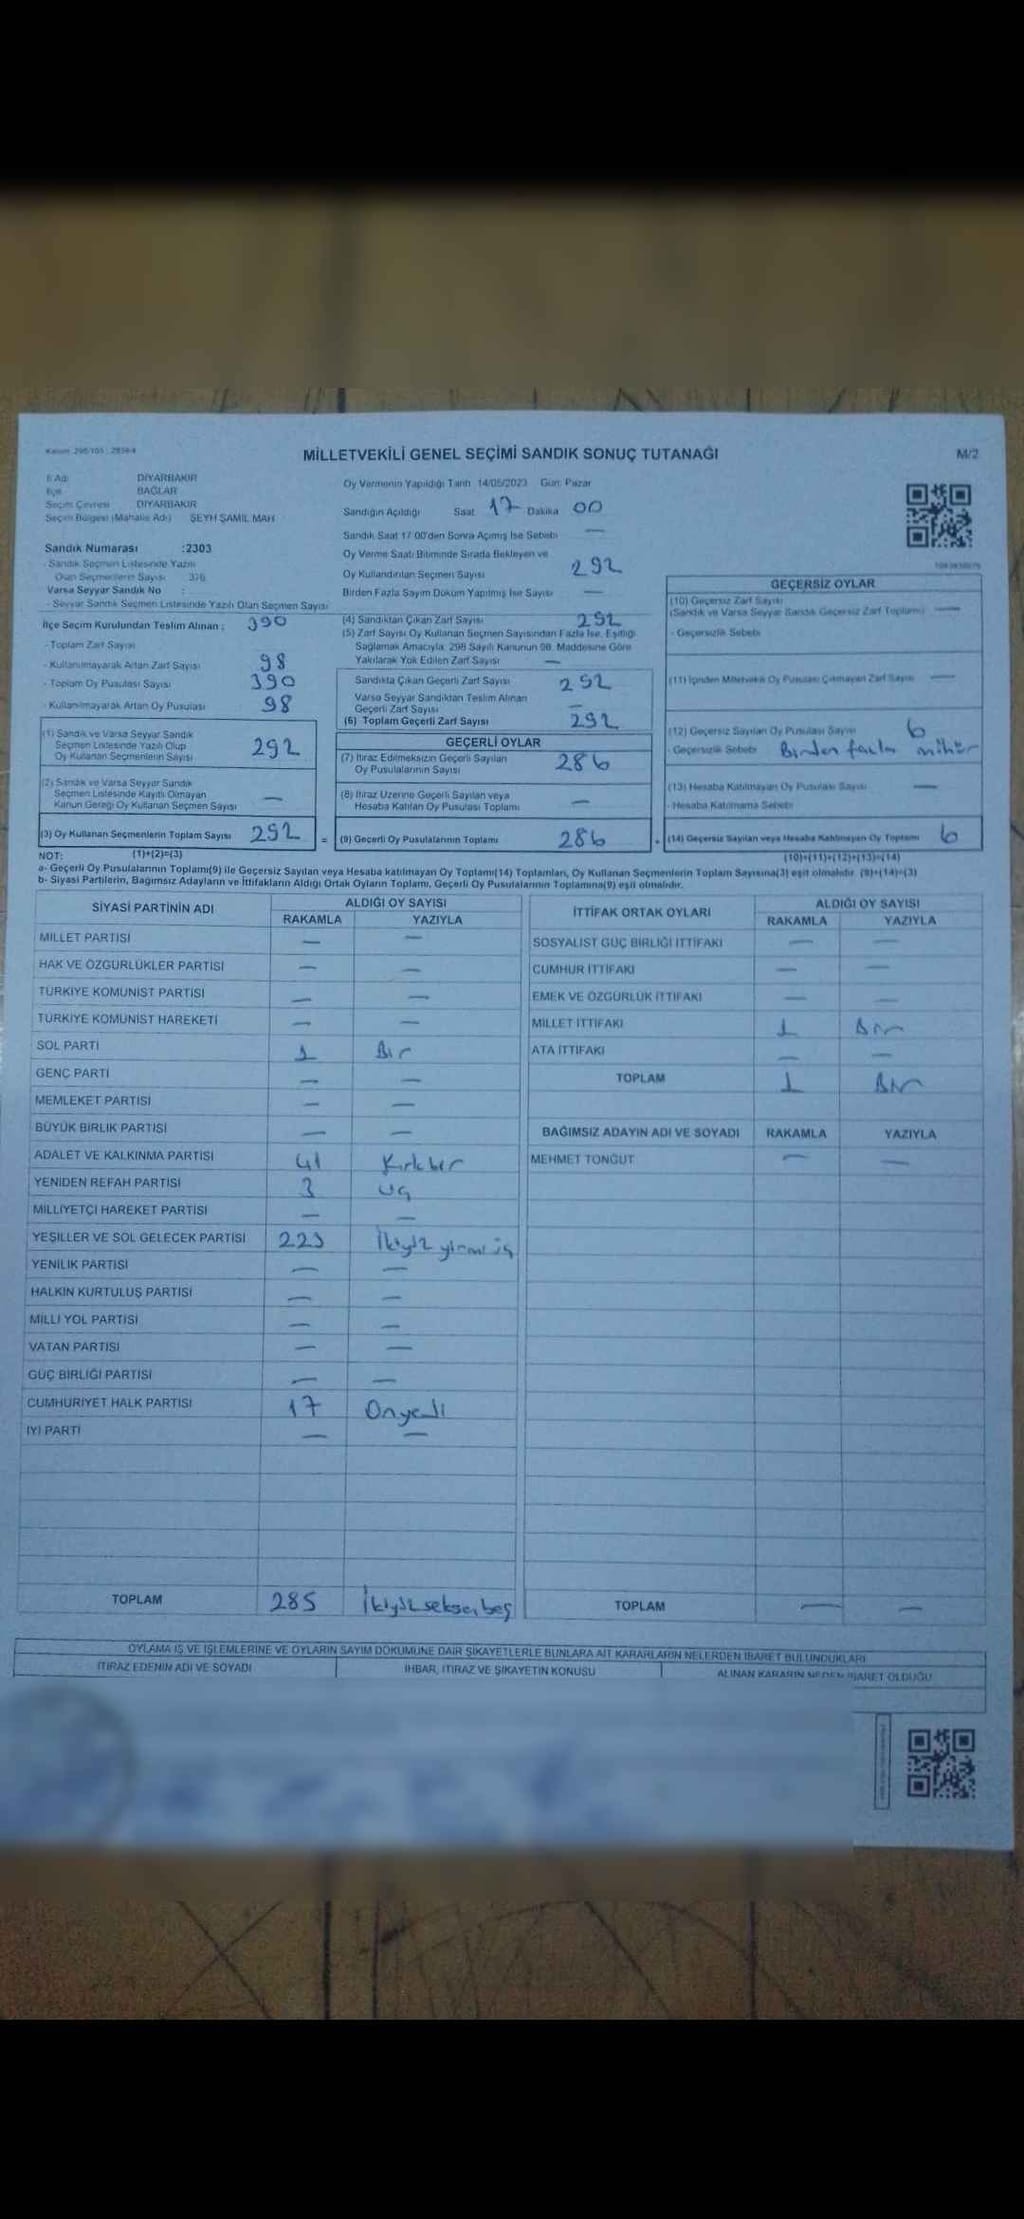 Kanun: 298/105 ; 2839/4
MİLLETVEKİLİ GENEL SEÇİMİ SANDIK SONUÇ TUTANAĞI
M/2
İl Adı DİYARBAKIR
İlçe BAĞLAR
Seçim Çevresi DİYARBAKIR
Seçim Bölgesi (Mahalle Adı) ŞEYH ŞAMİL MAH
Oy Vermenin Yapıldığı Tarih 14/05/2023 Gün: Pazar
Sandığın Açıldığı Saat 17 Dakika 00
Sandık Saat 17.00'den Sonra Açılmış İse Sebebi —
Oy Verme Saati Bitiminde Sırada Bekleyen ve
Oy Kullandırılan Seçmen Sayısı 292
Birden Fazla Sayım Döküm Yapılmış İse Sayısı —
Sandık Numarası :2303
- Sandık Seçmen Listesinde Yazılı
Olan Seçmenlerin Sayısı
Varsa Seyyar Sandık No :
- Seyyar Sandık Seçmen Listesinde Yazılı Olan Seçmen Sayısı
İlçe Seçim Kurulundan Teslim Alınan : 390
- Toplam Zarf Sayısı
- Kullanılmayarak Artan Zarf Sayısı 98
- Toplam Oy Pusulası Sayısı 390
- Kullanılmayarak Artan Oy Pusulası 98
(1) Sandık ve Varsa Seyyar Sandık
Seçmen Listesinde Yazılı Olup
Oy Kullanan Seçmenlerin Sayısı 292
(2) Sandık ve Varsa Seyyar Sandık
Seçmen Listesinde Kayıtlı Olmayan
Kanun Gereği Oy Kullanan Seçmen Sayısı —
(3) Oy Kullanan Seçmenlerin Toplam Sayısı 292 =
(1)+(2)=(3)
(4) Sandıktan Çıkan Zarf Sayısı 292
(5) Zarf Sayısı Oy Kullanan Seçmen Sayısından Fazla İse, Eşitliği
Sağlamak Amacıyla, 298 Sayılı Kanunun 98. Maddesine Göre
Yakılarak Yok Edilen Zarf Sayısı —
Sandıkta Çıkan Geçerli Zarf Sayısı 292
Varsa Seyyar Sandıktan Teslim Alınan
Geçerli Zarf Sayısı —
(6) Toplam Geçerli Zarf Sayısı 292
GEÇERLİ OYLAR
(7) İtiraz Edilmeksizin Geçerli Sayılan
Oy Pusulalarının Sayısı 286
(8) İtiraz Üzerine Geçerli Sayılan veya
Hesaba Katılan Oy Pusulası Toplamı —
(9) Geçerli Oy Pusulalarının Toplamı 286 +
GEÇERSİZ OYLAR
(10) Geçersiz Zarf Sayısı
(Sandık ve Varsa Seyyar Sandık Geçersiz Zarf Toplamı) —
- Geçersizlik Sebebi
(11) İçinden Milletvekili Oy Pusulası Çıkmayan Zarf Sayısı —
(12) Geçersiz Sayılan Oy Pusulası Sayısı 6
- Geçersizlik Sebebi Birden fazla mühür
(13) Hesaba Katılmayan Oy Pusulası Sayısı —
- Hesaba Katılmama Sebebi
(14) Geçersiz Sayılan veya Hesaba Katılmayan Oy Toplamı 6
(10)+(11)+(12)+(13)=(14)
NOT:
a- Geçerli Oy Pusulalarının Toplamı(9) ile Geçersiz Sayılan veya Hesaba katılmayan Oy Toplamı(14) Toplamları, Oy Kullanan Seçmenlerin Toplam Sayısına(3) eşit olmalıdır. (9)+(14)=(3)
b- Siyasi Partilerin, Bağımsız Adayların ve İttifakların Aldığı Ortak Oyların Toplamı, Geçerli Oy Pusulalarının Toplamına(9) eşit olmalıdır.
SİYASİ PARTİNİN ADI ALDIĞI OY SAYISI
RAKAMLA YAZIYLA
MİLLET PARTİSİ — —
HAK VE ÖZGÜRLÜKLER PARTİSİ — —
TÜRKİYE KOMÜNİST PARTİSİ — —
TÜRKİYE KOMÜNİST HAREKETİ — —
SOL PARTİ 1 Bir
GENÇ PARTİ — —
MEMLEKET PARTİSİ — —
BÜYÜK BİRLİK PARTİSİ — —
ADALET VE KALKINMA PARTİSİ 41 Kırkbir
YENİDEN REFAH PARTİSİ 3 üç
MİLLİYETÇİ HAREKET PARTİSİ — —
YEŞİLLER VE SOL GELECEK PARTİSİ 223 İkiyüz yirmi üç
YENİLİK PARTİSİ — —
HALKIN KURTULUŞ PARTİSİ — —
MİLLİ YOL PARTİSİ — —
VATAN PARTİSİ — —
GÜÇ BİRLİĞİ PARTİSİ — —
CUMHURİYET HALK PARTİSİ 17 Onyedi
İYİ PARTİ — —
TOPLAM 285 İkiyüzseksenbeş
İTTİFAK ORTAK OYLARI ALDIĞI OY SAYISI
RAKAMLA YAZIYLA
SOSYALİST GÜÇ BİRLİĞİ İTTİFAKI — —
CUMHUR İTTİFAKI — —
EMEK VE ÖZGÜRLÜK İTTİFAKI — —
MİLLET İTTİFAKI 1 Bir
ATA İTTİFAKI — —
TOPLAM 1 Bir
BAĞIMSIZ ADAYIN ADI VE SOYADI RAKAMLA YAZIYLA
MEHMET TONGUT — —
TOPLAM — —
OYLAMA İŞ VE İŞLEMLERİNE VE OYLARIN SAYIM DÖKÜMÜNE DAİR ŞİKAYETLERLE BUNLARA AİT KARARLARIN NELERDEN İBARET BULUNDUKLARI
İTİRAZ EDENİN ADI VE SOYADI İHBAR, İTİRAZ VE ŞİKAYETİN KONUSU ALINAN KARARIN NEDEN İBARET OLDUĞU